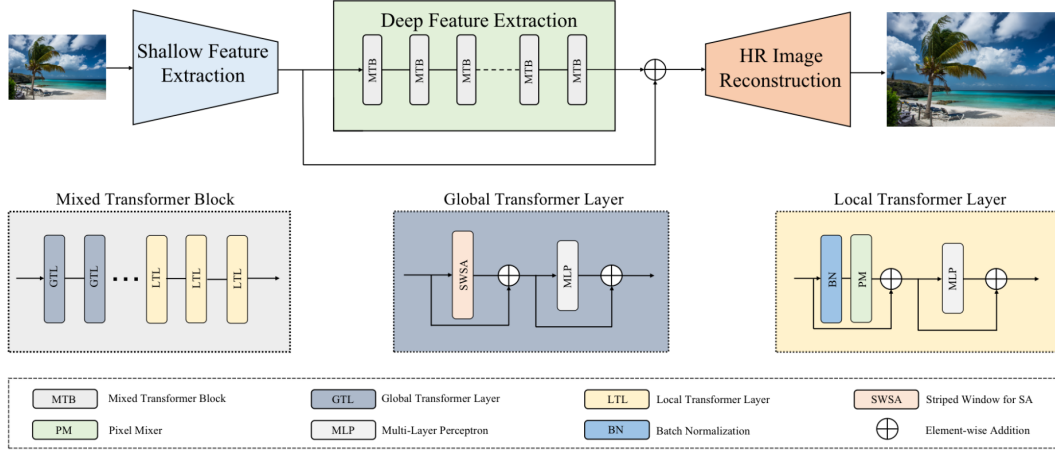 Shallow Feature
Extraction
Deep Feature Extraction
MTB
MTB
MTB
MTB
MTB
HR Image
Reconstruction
Mixed Transformer Block
GTL
GTL
LTL
LTL
LTL
Global Transformer Layer
SWSA
MLP
Local Transformer Layer
BN
PM
MLP
MTB Mixed Transformer Block
GTL Global Transformer Layer
LTL Local Transformer Layer
SWSA Striped Window for SA
PM Pixel Mixer
MLP Multi-Layer Perceptron
BN Batch Normalization
Element-wise Addition